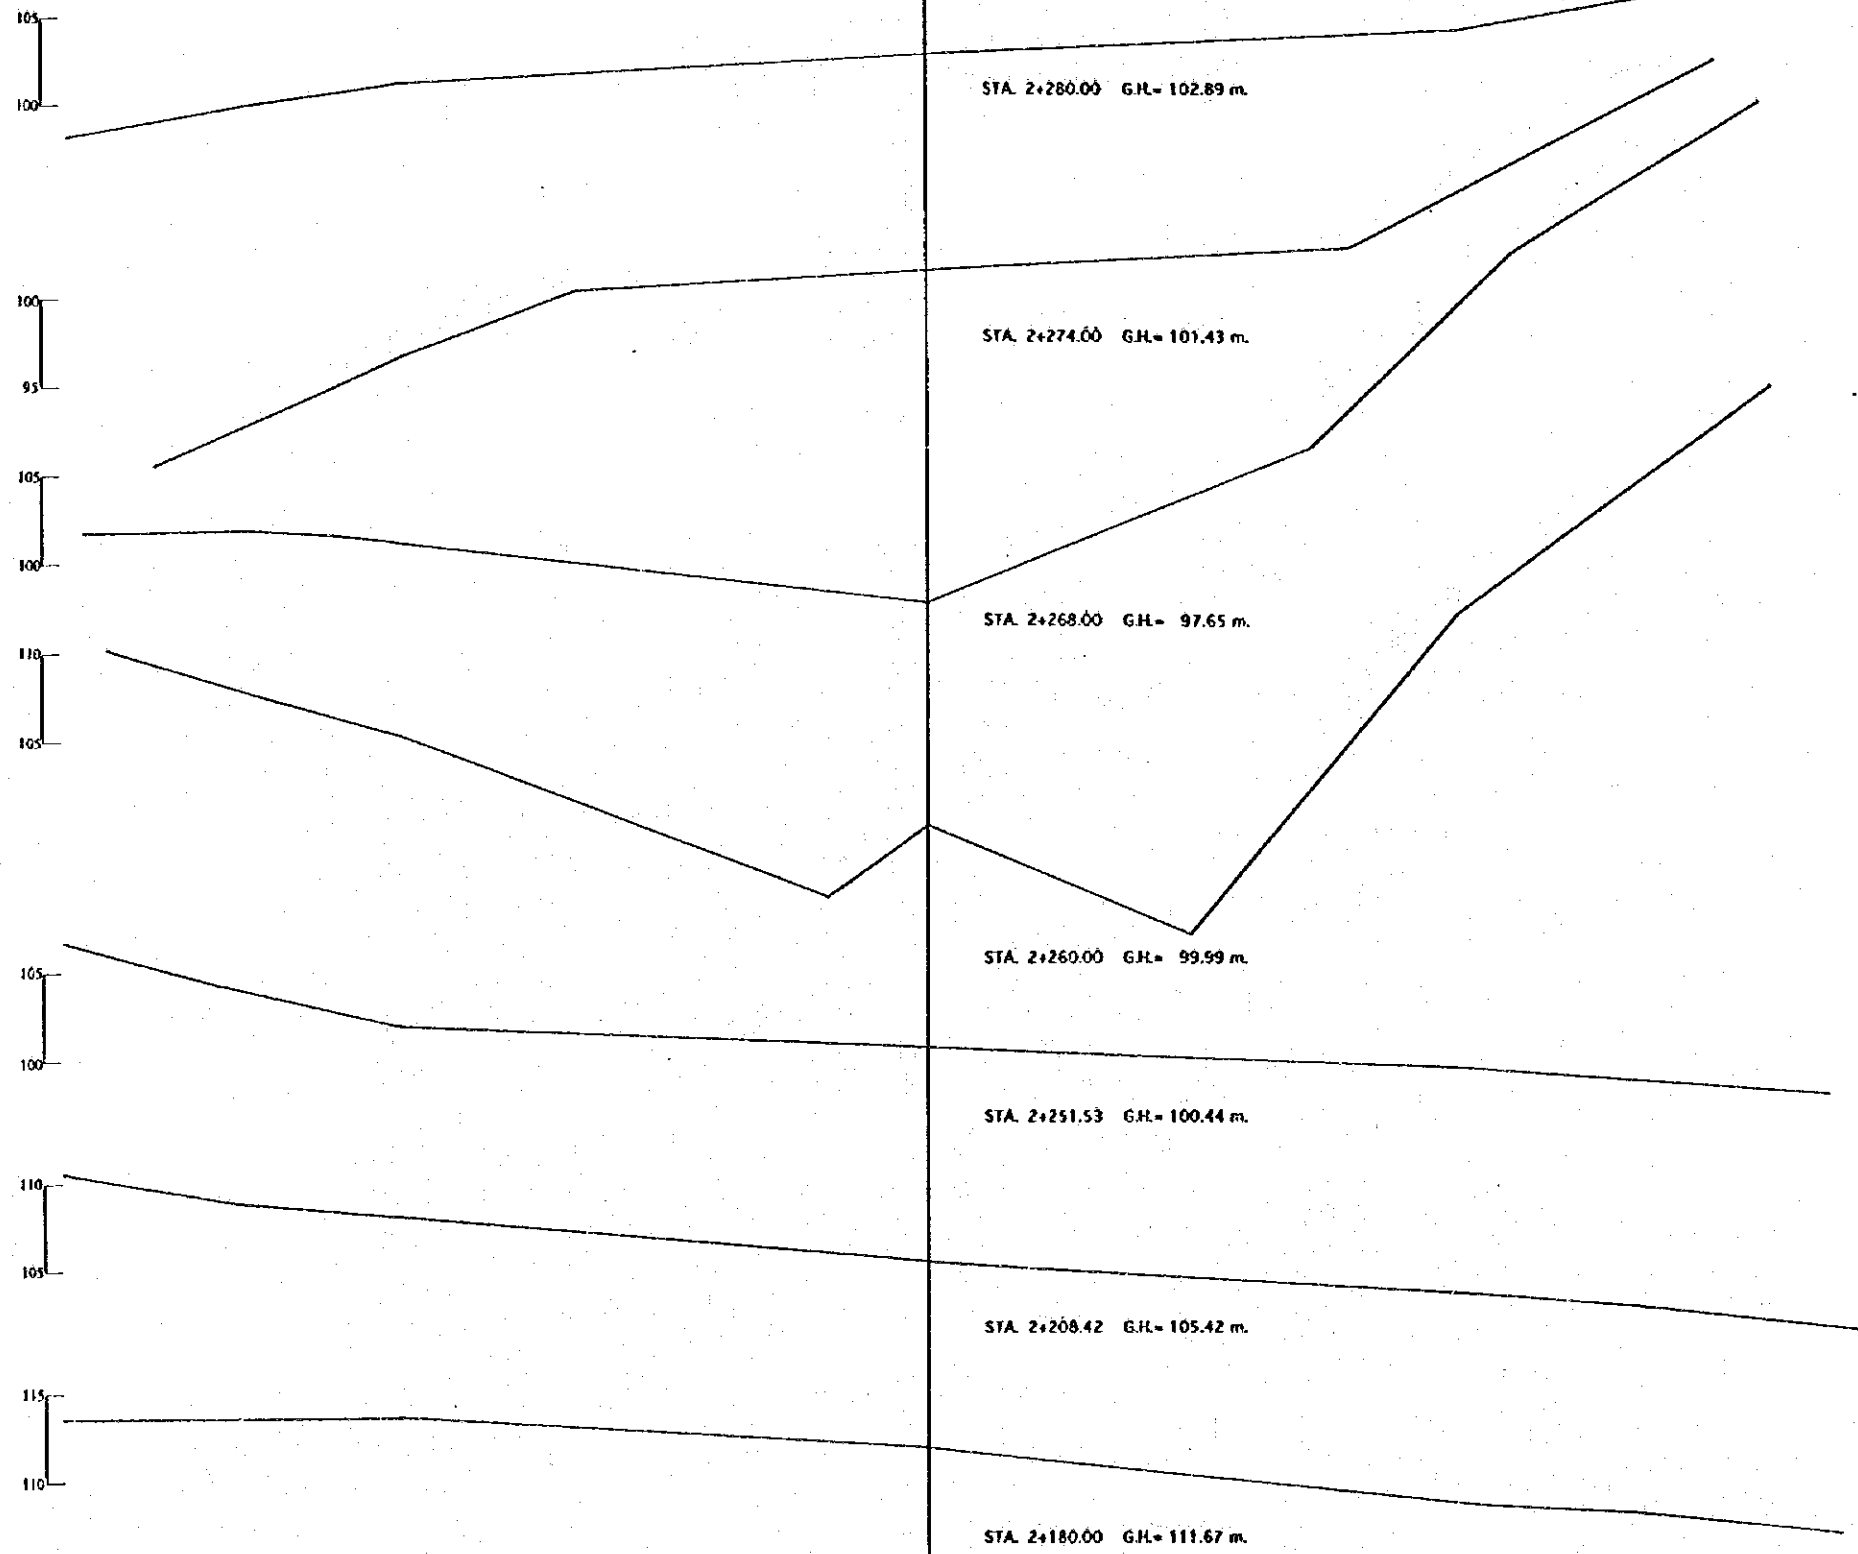 105
100
STA. 2+280.00 G.H.= 102.89 m.
100
STA. 2+274.00 G.H.= 101.43 m.
95
105
100
STA. 2+268.00 G.H.= 97.65 m.
110
105
STA. 2+260.00 G.H.= 99.99 m.
105
100
STA. 2+251.53 G.H.= 100.44 m.
110
105
STA. 2+208.42 G.H.= 105.42 m.
115
110
STA. 2+180.00 G.H.= 111.67 m.